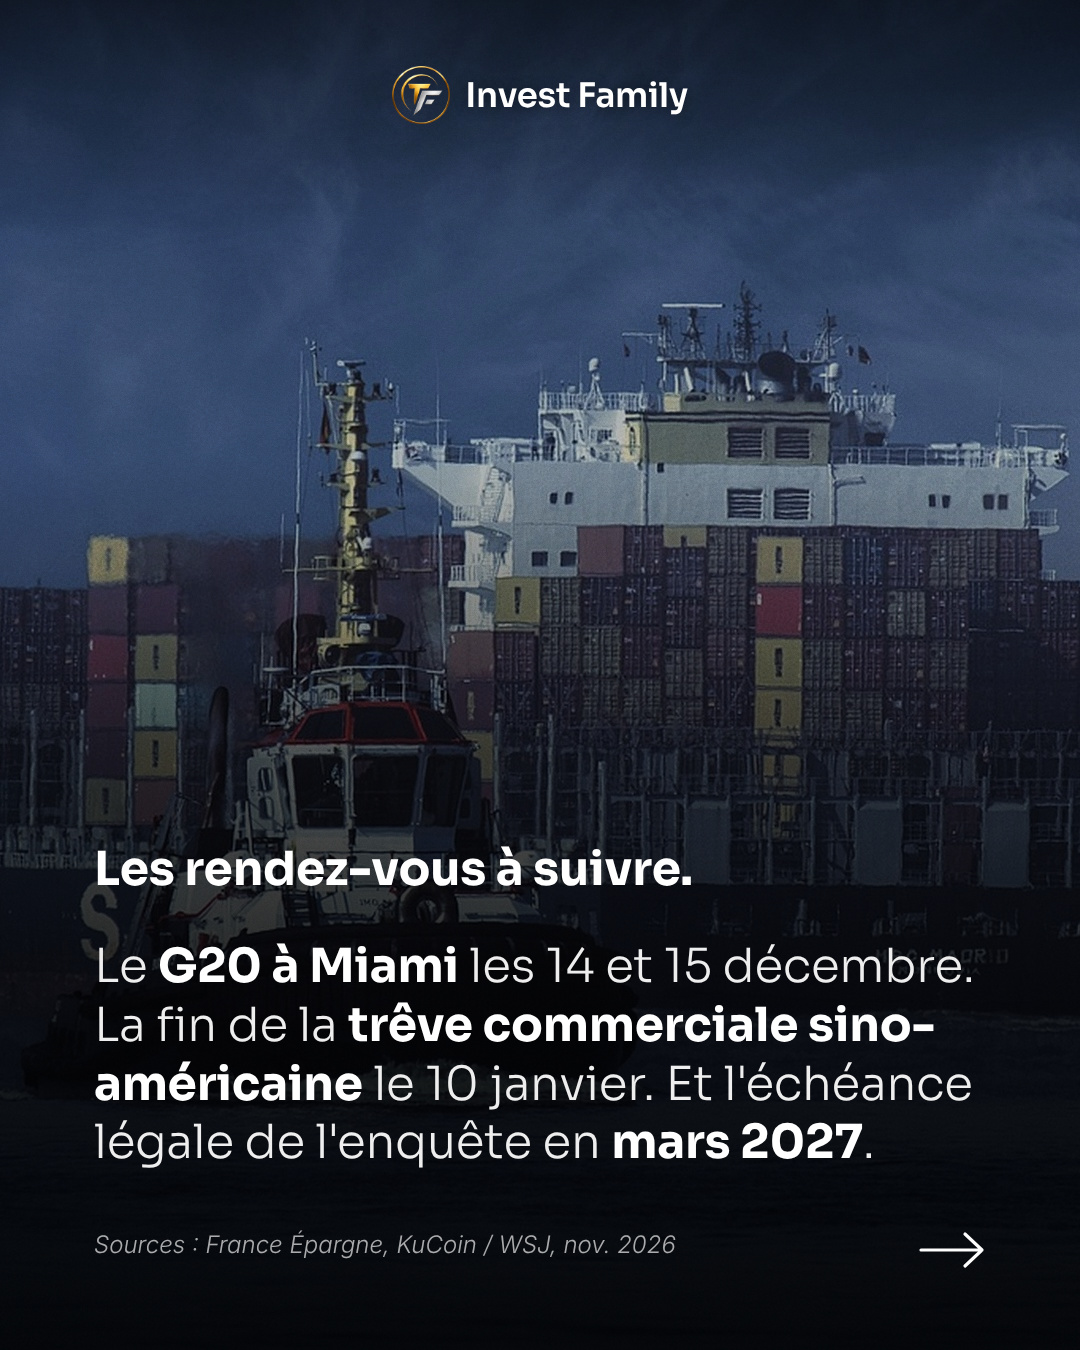 Invest Family
Les rendez-vous à suivre.
Le G20 à Miami les 14 et 15 décembre.
La fin de la trêve commerciale sino-
américaine le 10 janvier. Et l'échéance
légale de l'enquête en mars 2027.
Sources : France Épargne, KuCoin / WSJ, nov. 2026